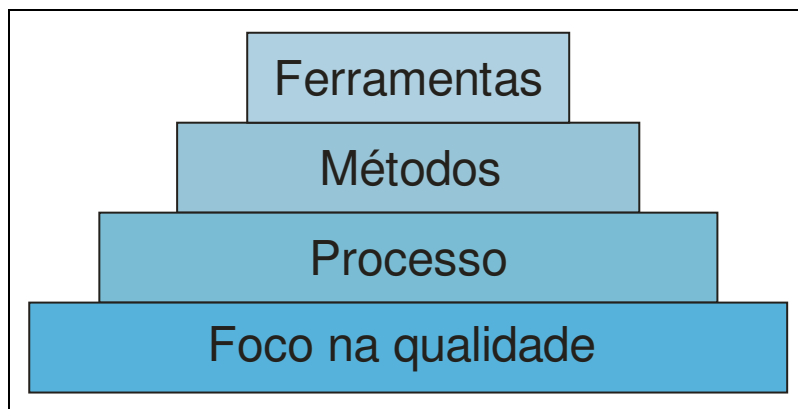 Ferramentas
Métodos
Processo
Foco na qualidade